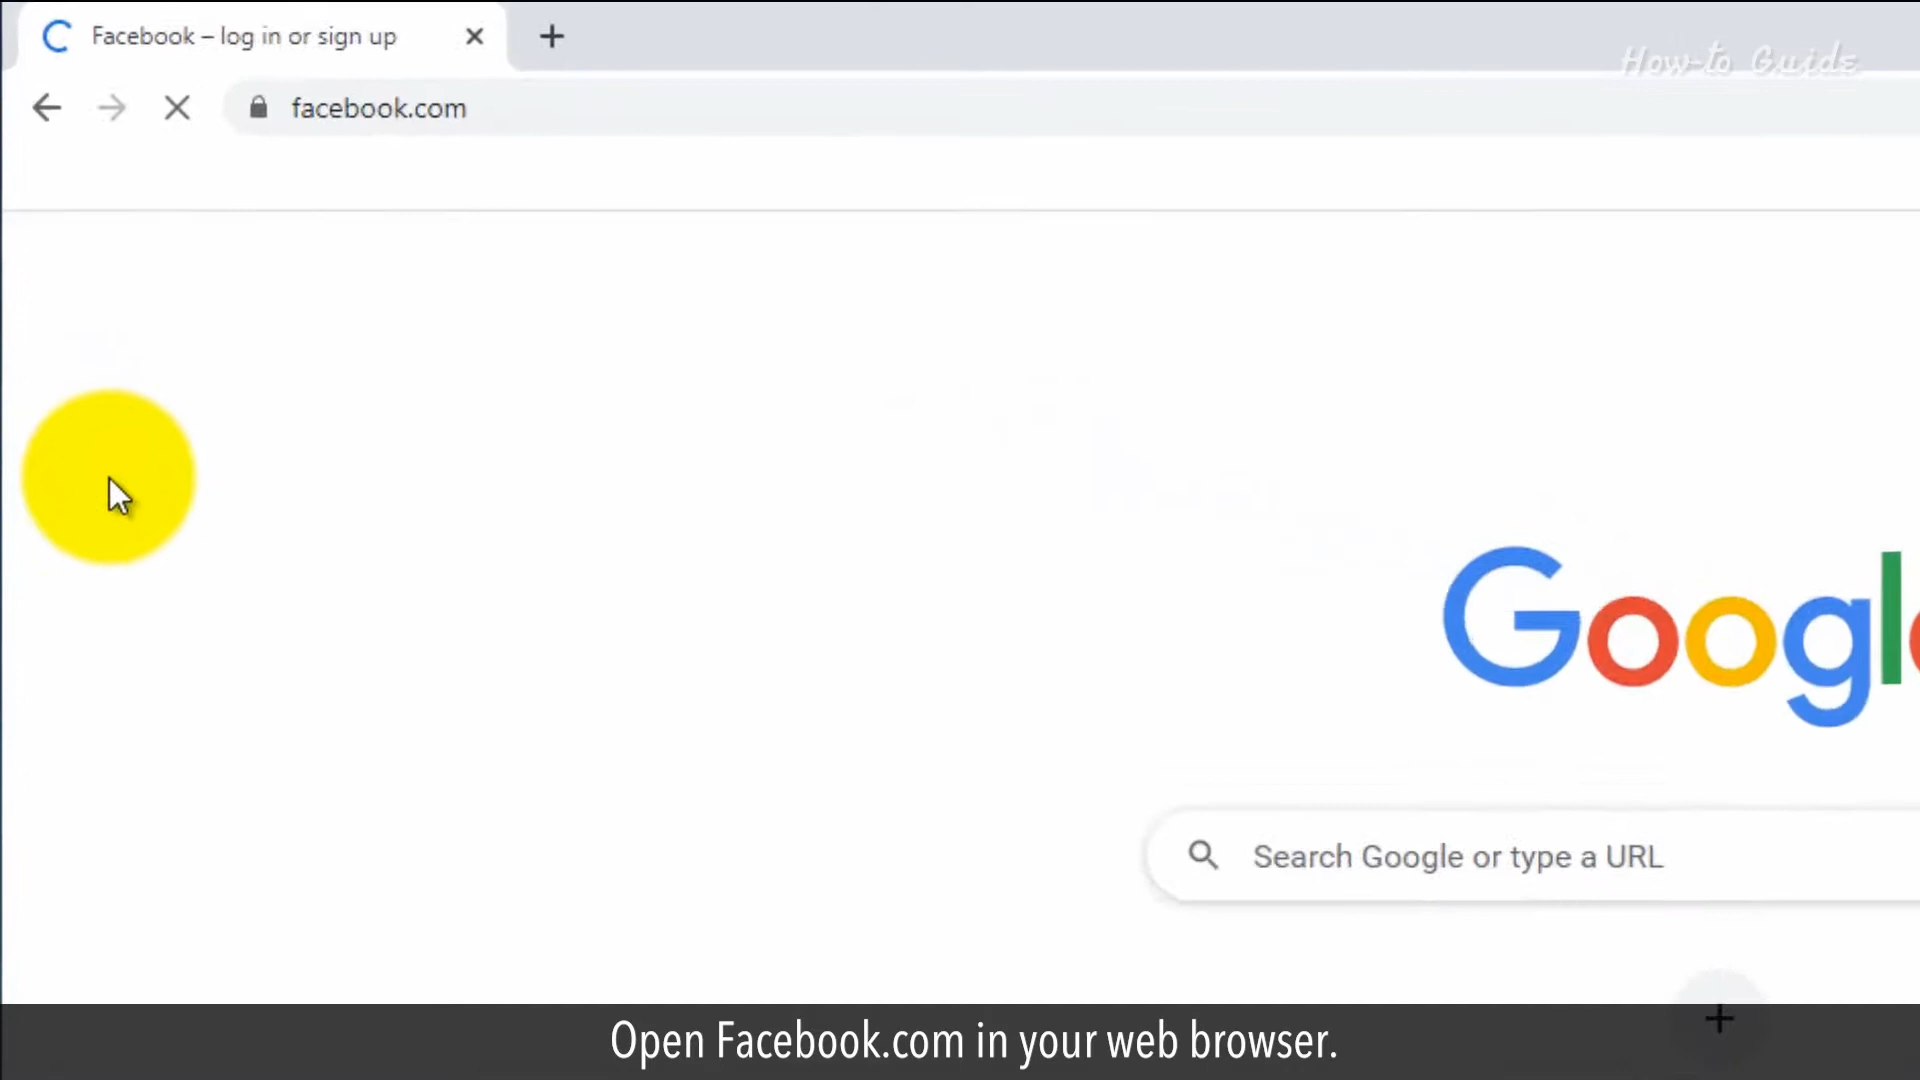 Facebook – log in or sign up
How-to Guide
facebook.com
Googl
Search Google or type a URL
Open Facebook.com in your web browser.